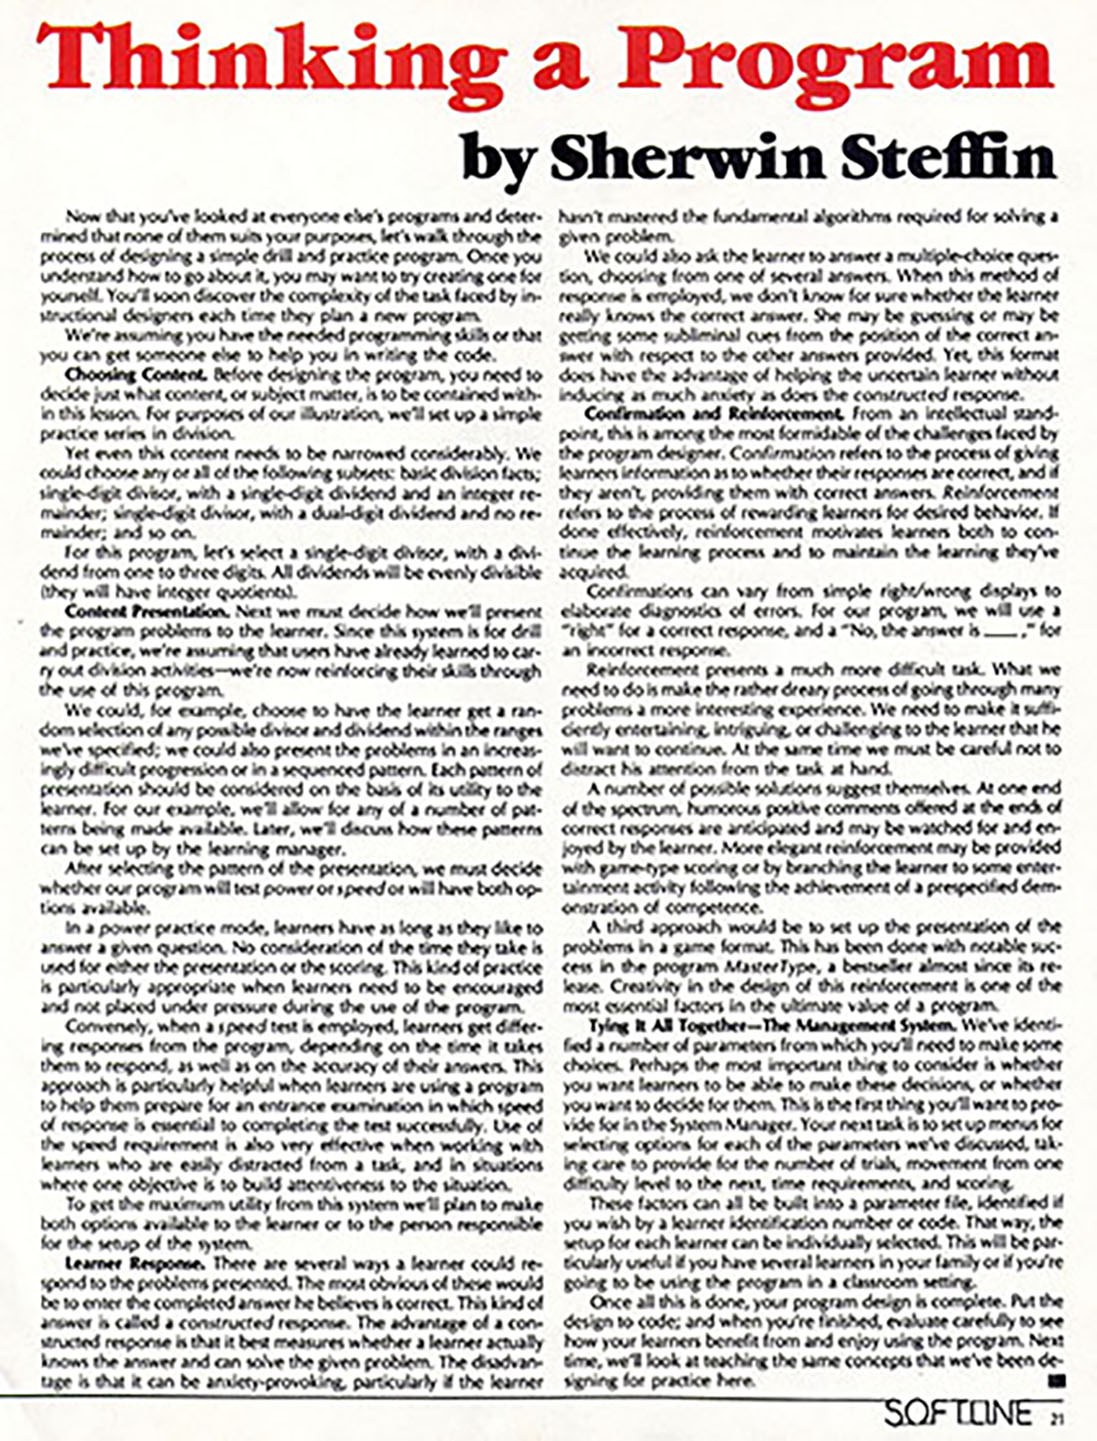 Thinking a Program
by Sherwin Steffin
Now that you've looked at everyone else's programs and deter-
mined that none of them suits your purposes, let's walk through the
process of designing a simple drill and practice program. Once you
understand how to go about it, you may want to try creating one for
yourself. You'll soon discover the complexity of the task faced by in-
structional designers each time they plan a new program.
We're assuming you have the needed programming skills or that
you can get someone else to help you in writing the code.
Choosing Content. Before designing the program, you need to
decide just what content, or subject matter, is to be contained with-
in this lesson. For purposes of our illustration, we'll set up a simple
practice series in division.
Yet even this content needs to be narrowed considerably. We
could choose any or all of the following subsets: basic division facts;
single-digit divisor, with a single-digit dividend and an integer re-
mainder; single-digit divisor, with a dual-digit dividend and no re-
mainder; and so on.
For this program, let's select a single-digit divisor, with a divi-
dend from one to three digits. All dividends will be evenly divisible
(they will have integer quotients).
Content Presentation. Next we must decide how we'll present
the program problems to the learner. Since this system is for drill
and practice, we're assuming that users have already learned to car-
ry out division activities—we're now reinforcing their skills through
the use of this program.
We could, for example, choose to have the learner get a ran-
dom selection of any possible divisor and dividend within the ranges
we've specified; we could also present the problems in an increas-
ingly difficult progression or in a sequenced pattern. Each pattern of
presentation should be considered on the basis of its utility to the
learner. For our example, we'll allow for any of a number of pat-
terns being made available. Later, we'll discuss how these patterns
can be set up by the learning manager.
After selecting the pattern of the presentation, we must decide
whether our program will test power or speed or will have both op-
tions available.
In a power practice mode, learners have as long as they like to
answer a given question. No consideration of the time they take is
used for either the presentation or the scoring. This kind of practice
is particularly appropriate when learners need to be encouraged
and not placed under pressure during the use of the program.
Conversely, when a speed test is employed, learners get differ-
ing responses from the program, depending on the time it takes
them to respond, as well as on the accuracy of their answers. This
approach is particularly helpful when learners are using a program
to help them prepare for an entrance examination in which speed
of response is essential to completing the test successfully. Use of
the speed requirement is also very effective when working with
learners who are easily distracted from a task, and in situations
where one objective is to build attentiveness to the situation.
To get the maximum utility from this system we'll plan to make
both options available to the learner or to the person responsible
for the setup of the system.
Learner Response. There are several ways a learner could re-
spond to the problems presented. The most obvious of these would
be to enter the completed answer he believes is correct. This kind of
answer is called a constructed response. The advantage of a con-
structed response is that it best measures whether a learner actually
knows the answer and can solve the given problem. The disadvan-
tage is that it can be anxiety-provoking, particularly if the learner
hasn't mastered the fundamental algorithms required for solving a
given problem.
We could also ask the learner to answer a multiple-choice ques-
tion, choosing from one of several answers. When this method of
response is employed, we don't know for sure whether the learner
really knows the correct answer. She may be guessing or may be
getting some subliminal cues from the position of the correct an-
swer with respect to the other answers provided. Yet, this format
does have the advantage of helping the uncertain learner without
inducing as much anxiety as does the constructed response.
Confirmation and Reinforcement. From an intellectual stand-
point, this is among the most formidable of the challenges faced by
the program designer. Confirmation refers to the process of giving
learners information as to whether their responses are correct, and if
they aren't, providing them with correct answers. Reinforcement
refers to the process of rewarding learners for desired behavior. If
done effectively, reinforcement motivates learners both to con-
tinue the learning process and to maintain the learning they've
acquired.
Confirmations can vary from simple right/wrong displays to
elaborate diagnostics of errors. For our program, we will use a
"right" for a correct response, and a "No, the answer is ___ ," for
an incorrect response.
Reinforcement presents a much more difficult task. What we
need to do is make the rather dreary process of going through many
problems a more interesting experience. We need to make it suffi-
ciently entertaining, intriguing, or challenging to the learner that he
will want to continue. At the same time we must be careful not to
distract his attention from the task at hand.
A number of possible solutions suggest themselves. At one end
of the spectrum, humorous positive comments offered at the ends of
correct responses are anticipated and may be watched for and en-
joyed by the learner. More elegant reinforcement may be provided
with game-type scoring or by branching the learner to some enter-
tainment activity following the achievement of a prespecified dem-
onstration of competence.
A third approach would be to set up the presentation of the
problems in a game format. This has been done with notable suc-
cess in the program MasterType, a bestseller almost since its re-
lease. Creativity in the design of this reinforcement is one of the
most essential factors in the ultimate value of a program.
Tying It All Together—The Management System. We've identi-
fied a number of parameters from which you'll need to make some
choices. Perhaps the most important thing to consider is whether
you want learners to be able to make these decisions, or whether
you want to decide for them. This is the first thing you'll want to pro-
vide for in the System Manager. Your next task is to set up menus for
selecting options for each of the parameters we've discussed, tak-
ing care to provide for the number of trials, movement from one
difficulty level to the next, time requirements, and scoring.
These factors can all be built into a parameter file, identified if
you wish by a learner identification number or code. That way, the
setup for each learner can be individually selected. This will be par-
ticularly useful if you have several learners in your family or if you're
going to be using the program in a classroom setting.
Once all this is done, your program design is complete. Put the
design to code; and when you're finished, evaluate carefully to see
how your learners benefit from and enjoy using the program. Next
time, we'll look at teaching the same concepts that we've been de-
signing for practice here.
SOFTLINE 21